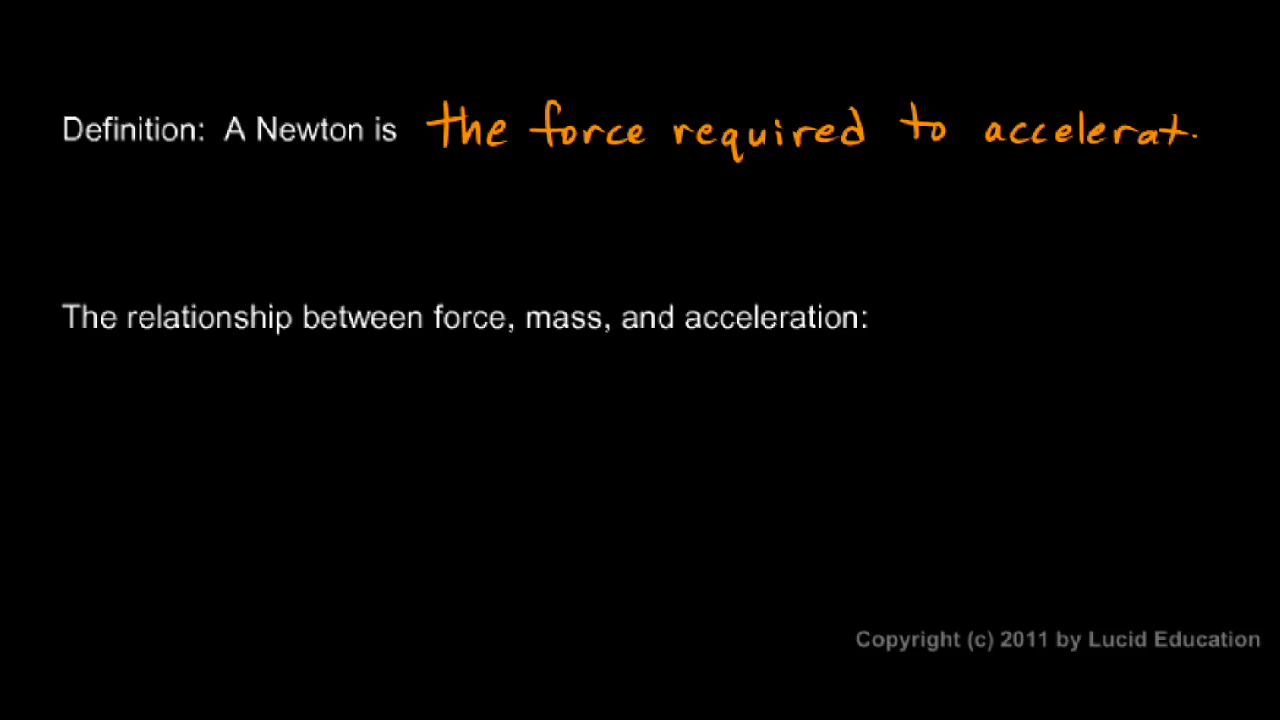 Definition: A Newton is the force required to accelerat.
The relationship between force, mass, and acceleration:
Copyright (c) 2011 by Lucid Education